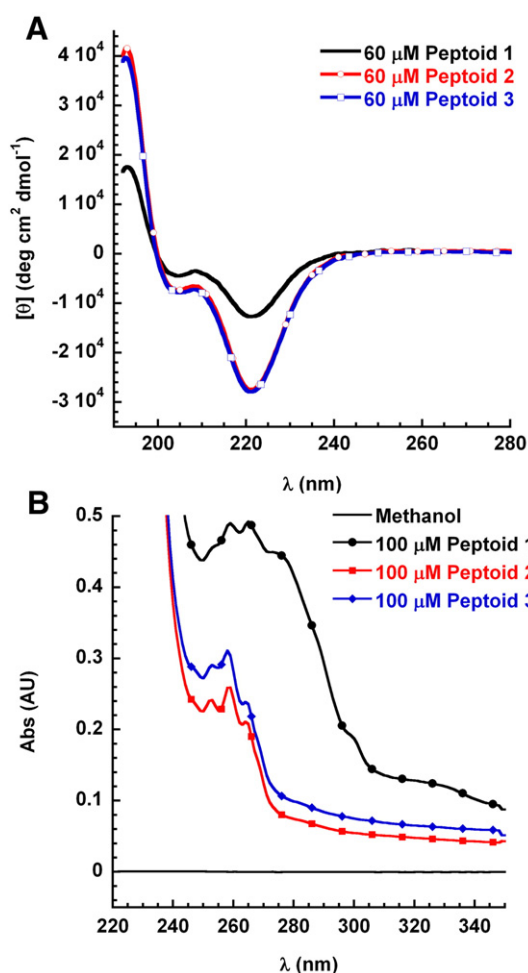 A
60 μM Peptoid 1
60 μM Peptoid 2
60 μM Peptoid 3
[θ] (deg cm² dmol⁻¹)
4 10⁴
3 10⁴
2 10⁴
1 10⁴
0
-1 10⁴
-2 10⁴
-3 10⁴
200 220 240 260 280
λ (nm)
B
Methanol
100 μM Peptoid 1
100 μM Peptoid 2
100 μM Peptoid 3
Abs (AU)
0.5
0.4
0.3
0.2
0.1
0
220 240 260 280 300 320 340
λ (nm)